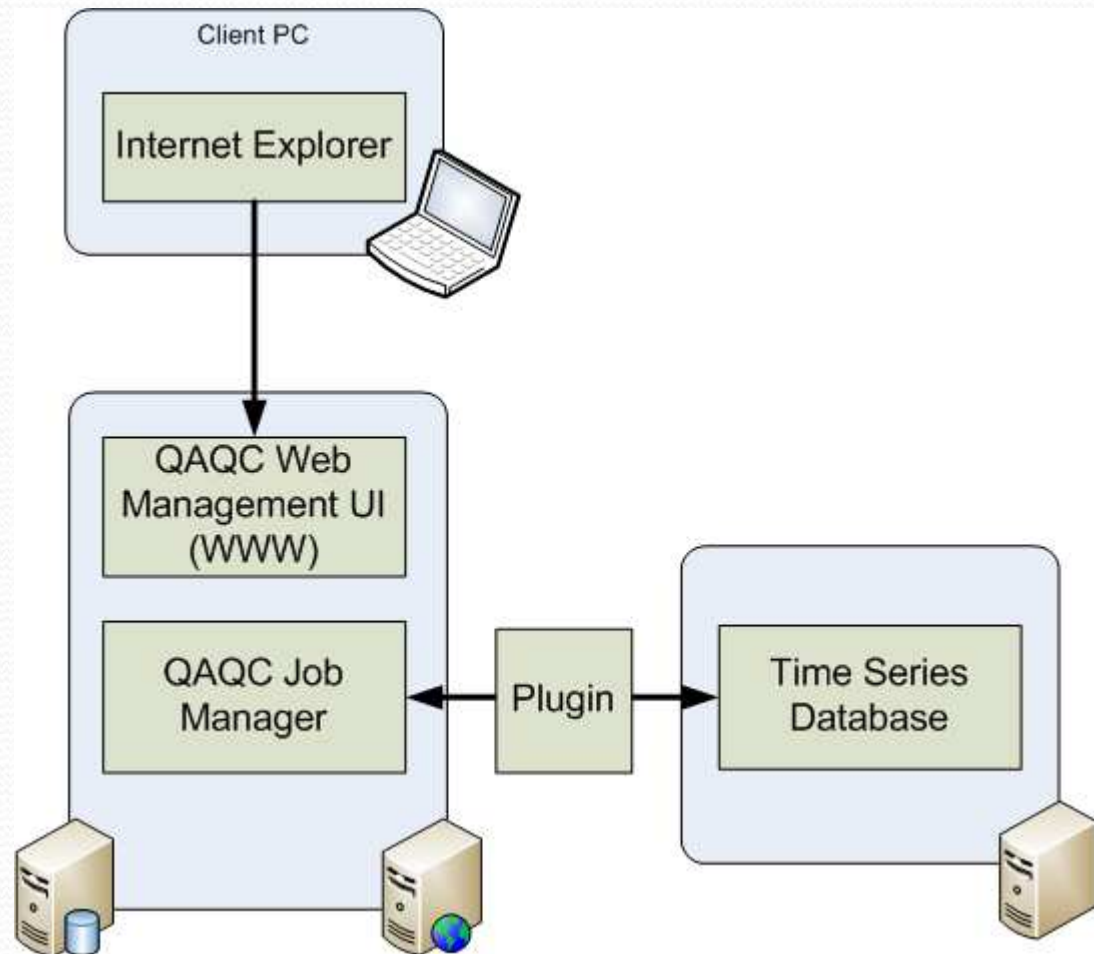 Client PC
Internet Explorer
QAQC Web
Management UI
(WWW)
QAQC Job
Manager
Plugin
Time Series
Database